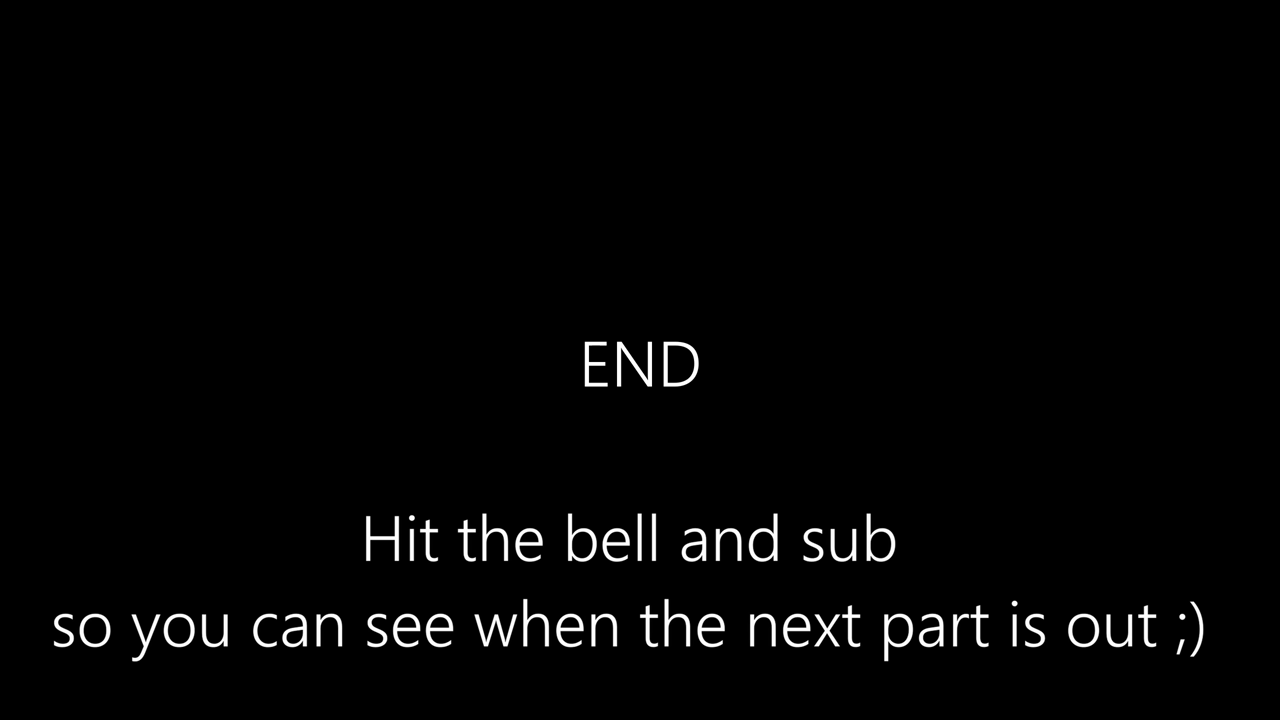 END
Hit the bell and sub
so you can see when the next part is out ;)